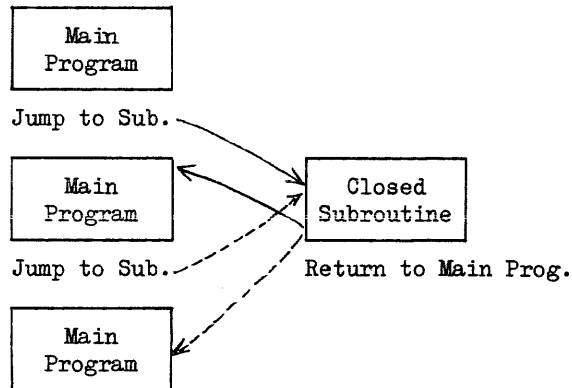 Main
Program
Jump to Sub.
Main
Program
Closed
Subroutine
Jump to Sub.
Return to Main Prog.
Main
Program